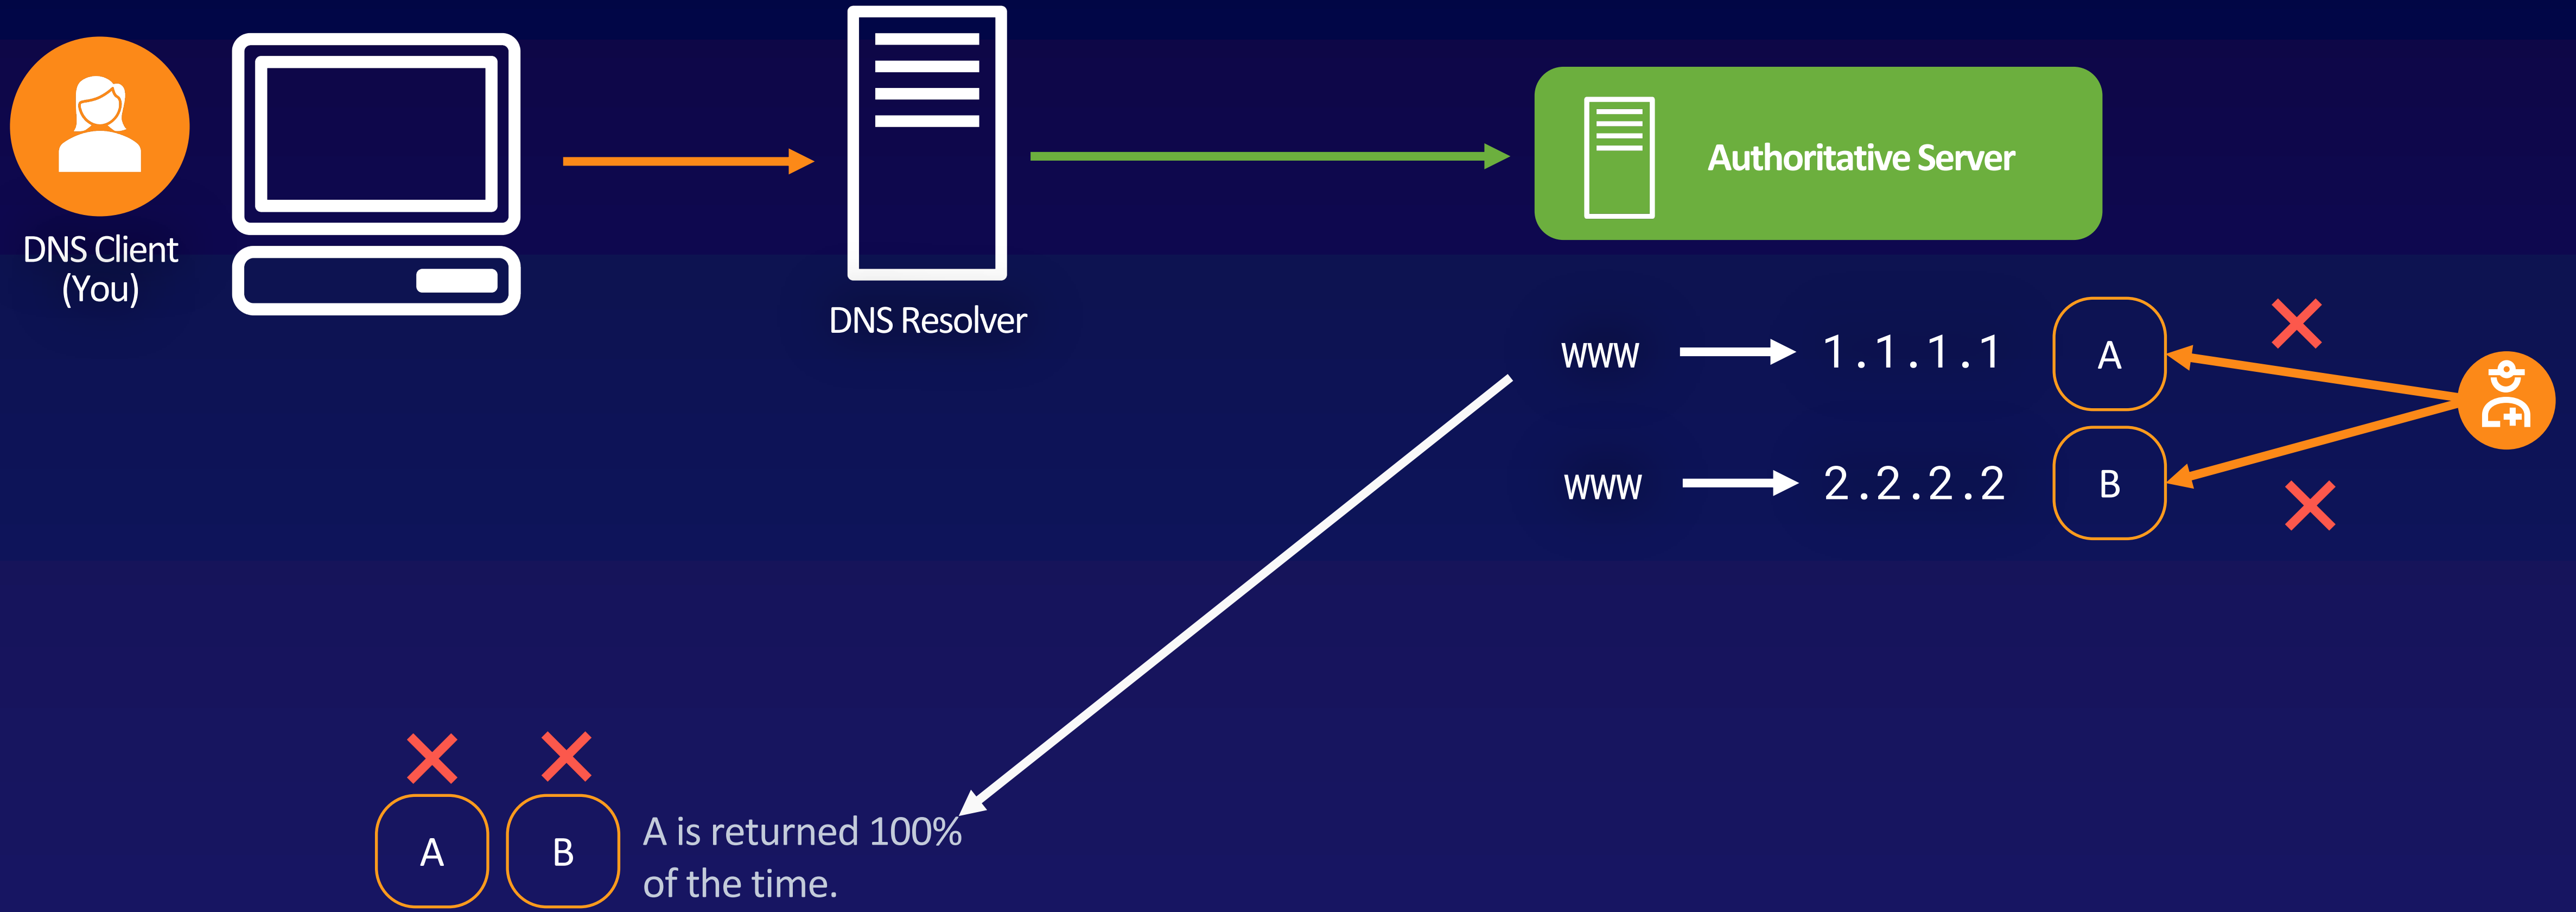 DNS Client
(You)
DNS Resolver
Authoritative Server
www 1.1.1.1 A
www 2.2.2.2 B
A B A is returned 100%
of the time.